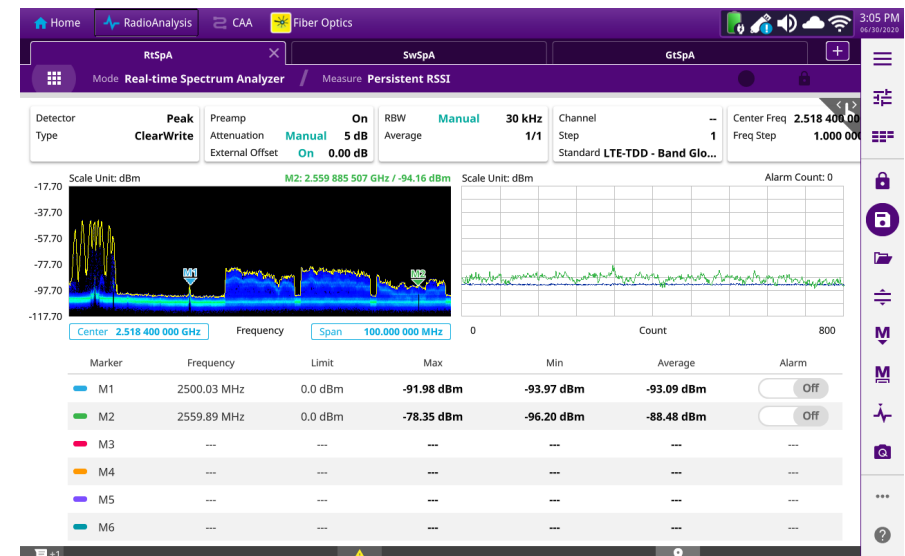 Home RadioAnalysis CAA Fiber Optics 3:05 PM
06/30/2020
RtSpA SwSpA GtSpA
Mode Real-time Spectrum Analyzer / Measure Persistent RSSI
Detector Peak Preamp On RBW Manual 30 kHz Channel -- Center Freq 2.518 400 00
Type ClearWrite Attenuation Manual 5 dB Average 1/1 Step 1 Freq Step 1.000 000
External Offset On 0.00 dB Standard LTE-TDD - Band Glo...
Scale Unit: dBm M2: 2.559 885 507 GHz / -94.16 dBm Scale Unit: dBm Alarm Count: 0
-17.70
-37.70
-57.70
-77.70
M1 M2
-97.70
-117.70
Center 2.518 400 000 GHz Frequency Span 100.000 000 MHz 0 Count 800
Marker Frequency Limit Max Min Average Alarm
M1 2500.03 MHz 0.0 dBm -91.98 dBm -93.97 dBm -93.09 dBm Off
M2 2559.89 MHz 0.0 dBm -78.35 dBm -96.20 dBm -88.48 dBm Off
M3 --- --- --- --- --- ---
M4 --- --- --- --- --- ---
M5 --- --- --- --- --- ---
M6 --- --- --- --- --- ---
+1
M
M